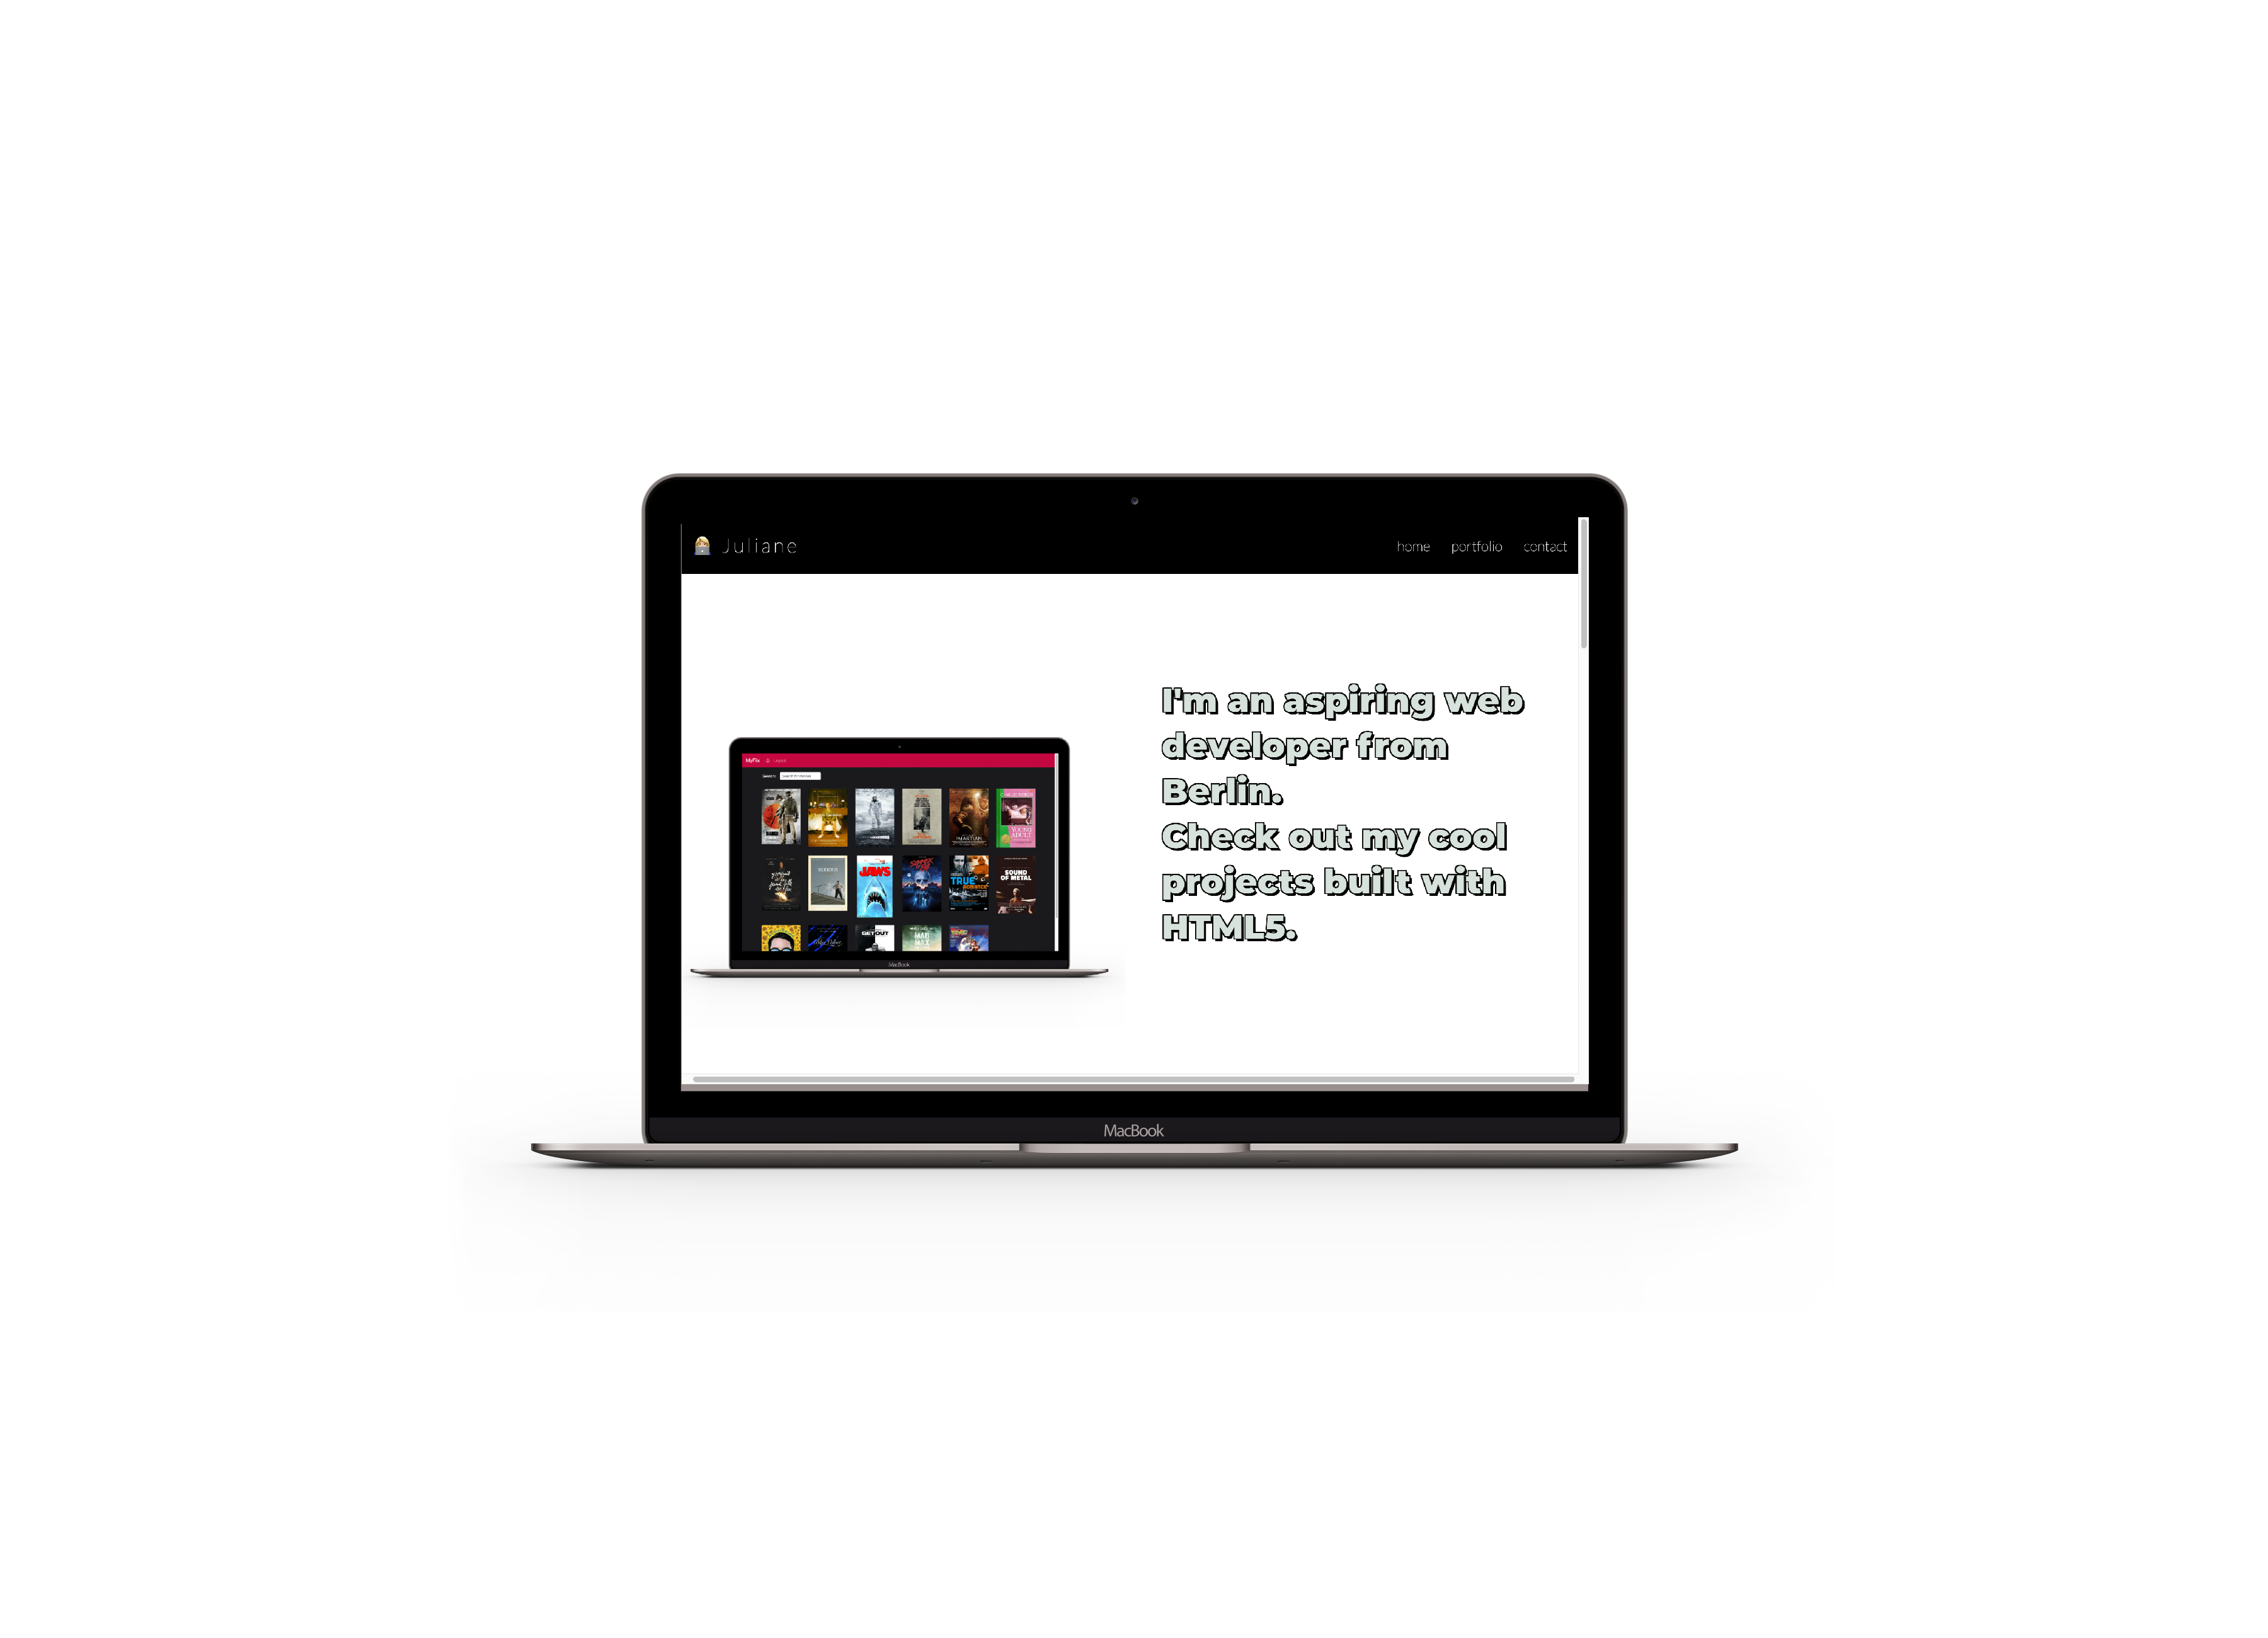 Juliane
home portfolio contact
I'm an aspiring web
developer from
Berlin.
Check out my cool
projects built with
HTML5.
MyFlix Logout
YOUNG
ADULT
JAWS
SUMMER
TRUE
SOUND
OF METAL
GET OUT
MAD
MAX
MacBook
MacBook